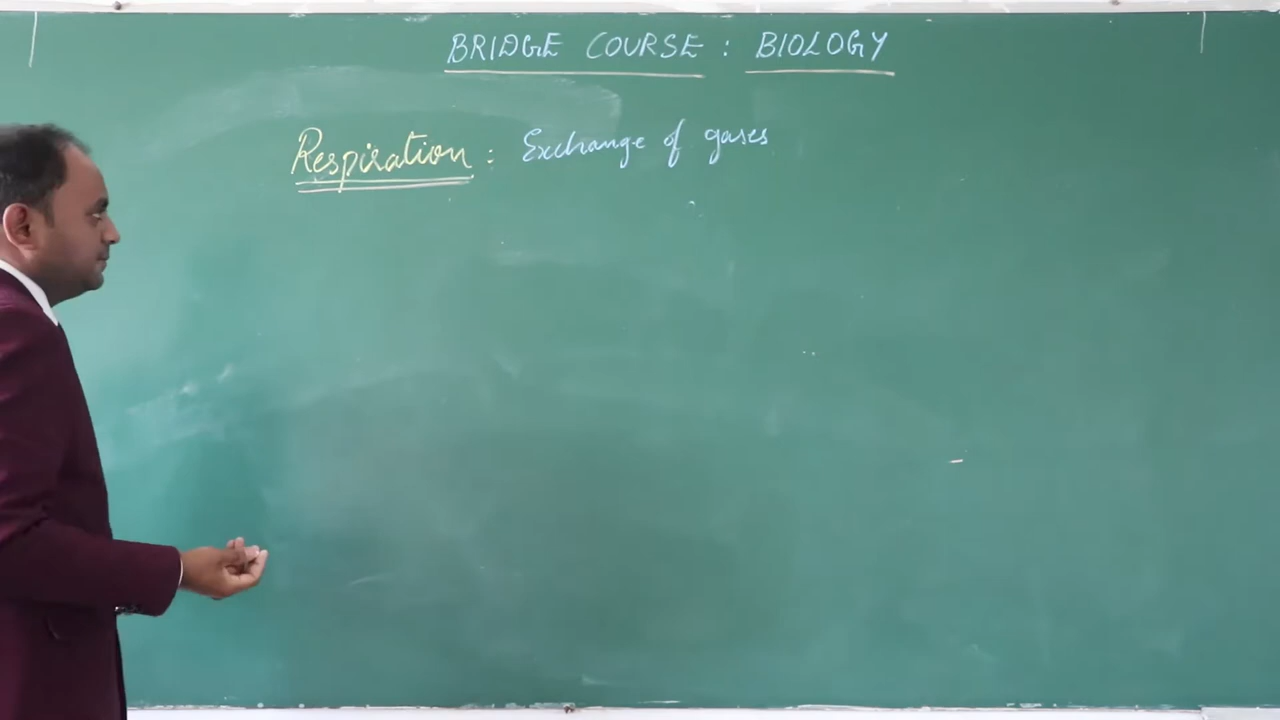 BRIDGE COURSE : BIOLOGY
Respiration : Exchange of gases